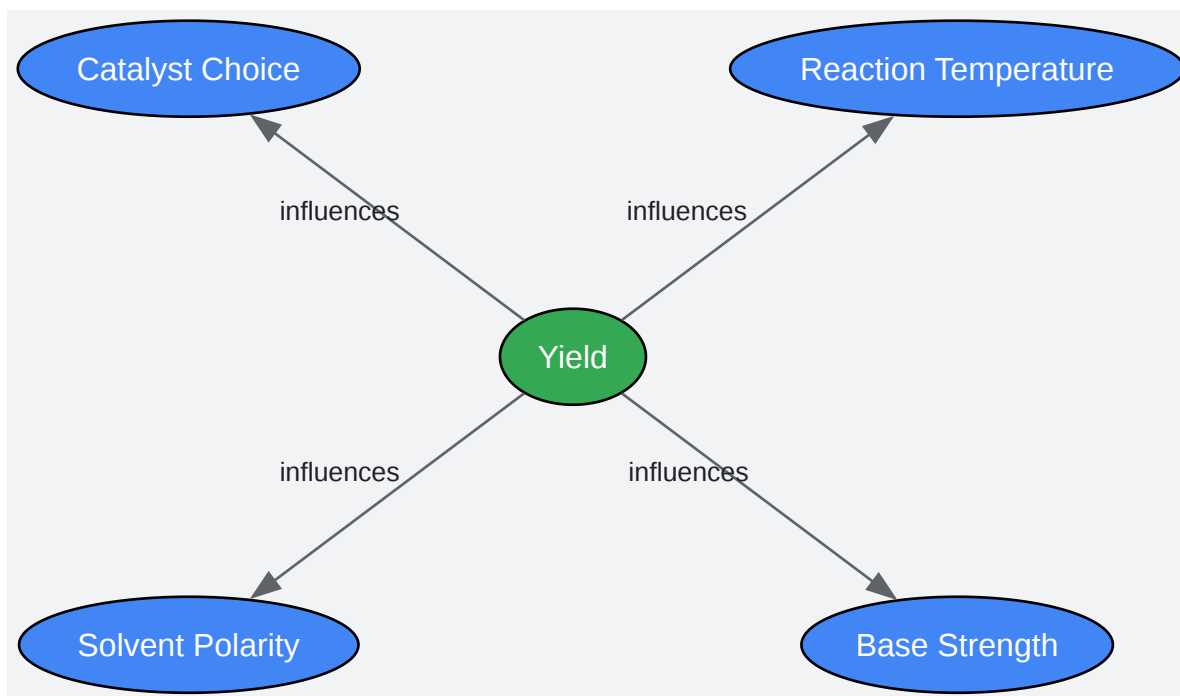 Catalyst Choice
Reaction Temperature
influences
influences
Yield
influences
influences
Solvent Polarity
Base Strength